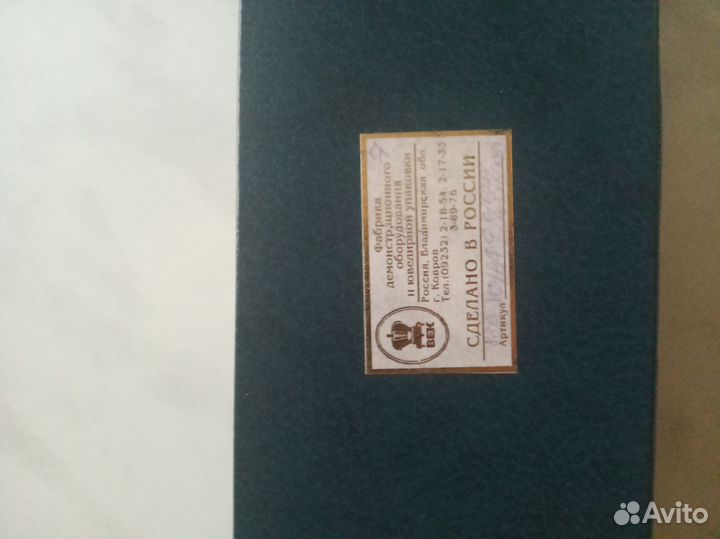 Фабрика
демонстрационного
оборудования
и ювелирной упаковки
Россия, Владимирская обл.
г. Ковров
Тел.(09232) 2-18-54, 2-17-33
3-89-76
СДЕЛАНО В РОССИИ
Артикул
ВЕК
Avito